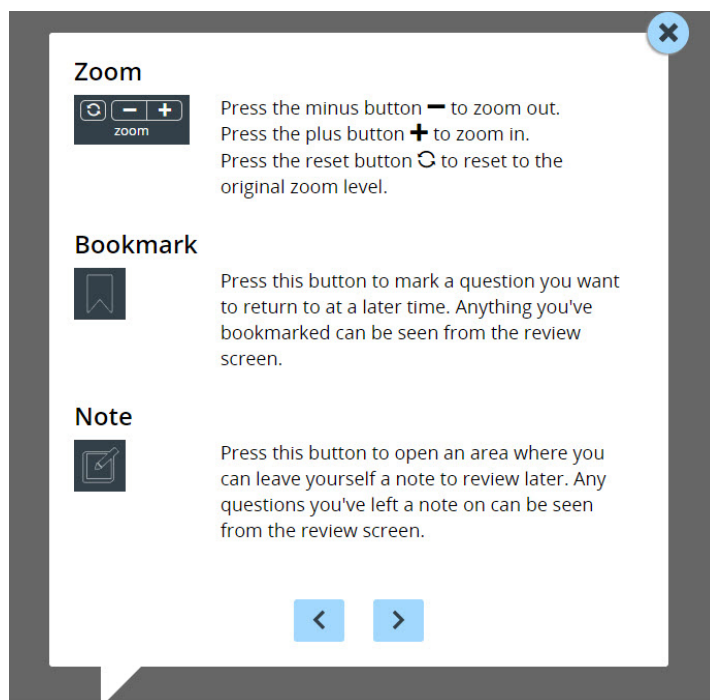 Zoom
zoom
Press the minus button − to zoom out.
Press the plus button + to zoom in.
Press the reset button to reset to the
original zoom level.
Bookmark
Press this button to mark a question you want
to return to at a later time. Anything you've
bookmarked can be seen from the review
screen.
Note
Press this button to open an area where you
can leave yourself a note to review later. Any
questions you've left a note on can be seen
from the review screen.